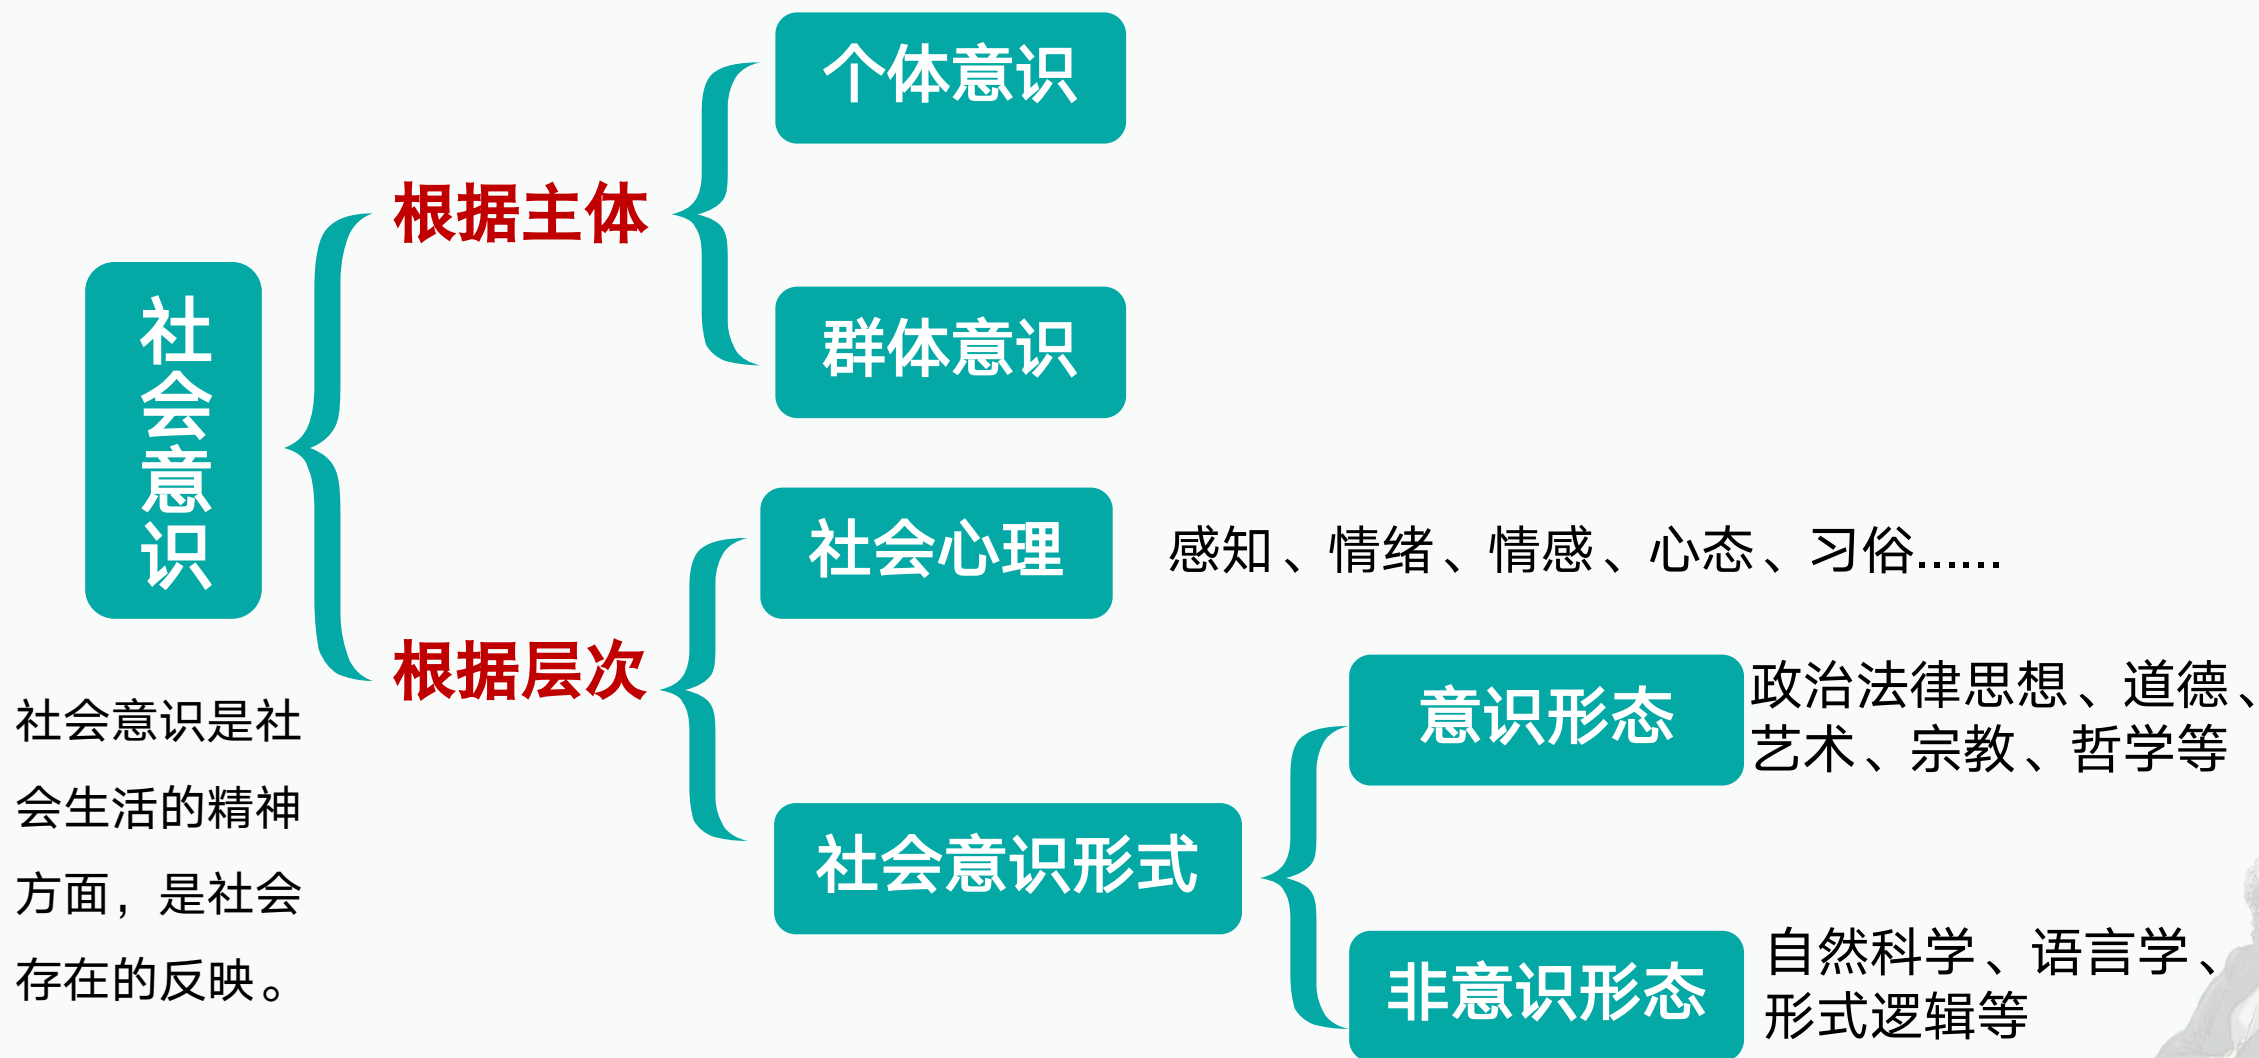 个体意识
根据主体
群体意识
社会意识
社会心理
感知、情绪、情感、心态、习俗……
根据层次
意识形态
政治法律思想、道德、
艺术、宗教、哲学等
社会意识形式
非意识形态
自然科学、语言学、
形式逻辑等
社会意识是社
会生活的精神
方面，是社会
存在的反映。